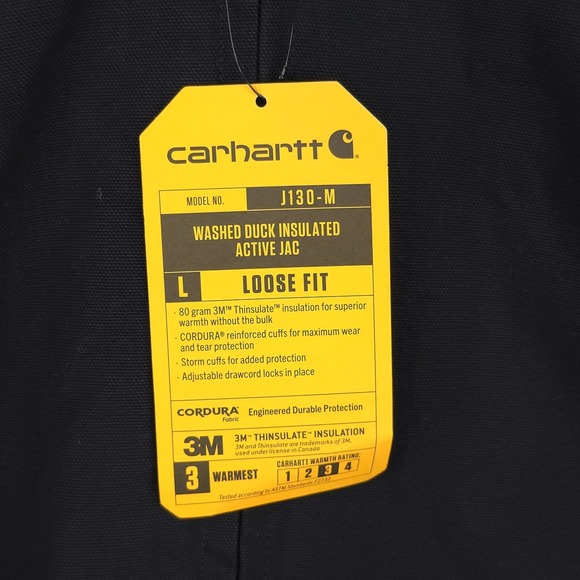 carhartt
MODEL NO. J130-M
WASHED DUCK INSULATED
ACTIVE JAC
L LOOSE FIT
· 80 gram 3M™ Thinsulate™ insulation for superior
warmth without the bulk
· CORDURA® reinforced cuffs for maximum wear
and tear protection
· Storm cuffs for added protection
· Adjustable drawcord locks in place
CORDURA® Engineered Durable Protection
Fabric
3M 3M™ THINSULATE™ INSULATION
3M and Thinsulate are trademarks of 3M,
used under license in Canada
3 WARMEST
CARHARTT WARMTH RATING:
1 2 3 4
Tested according to ASTM Standards F2732